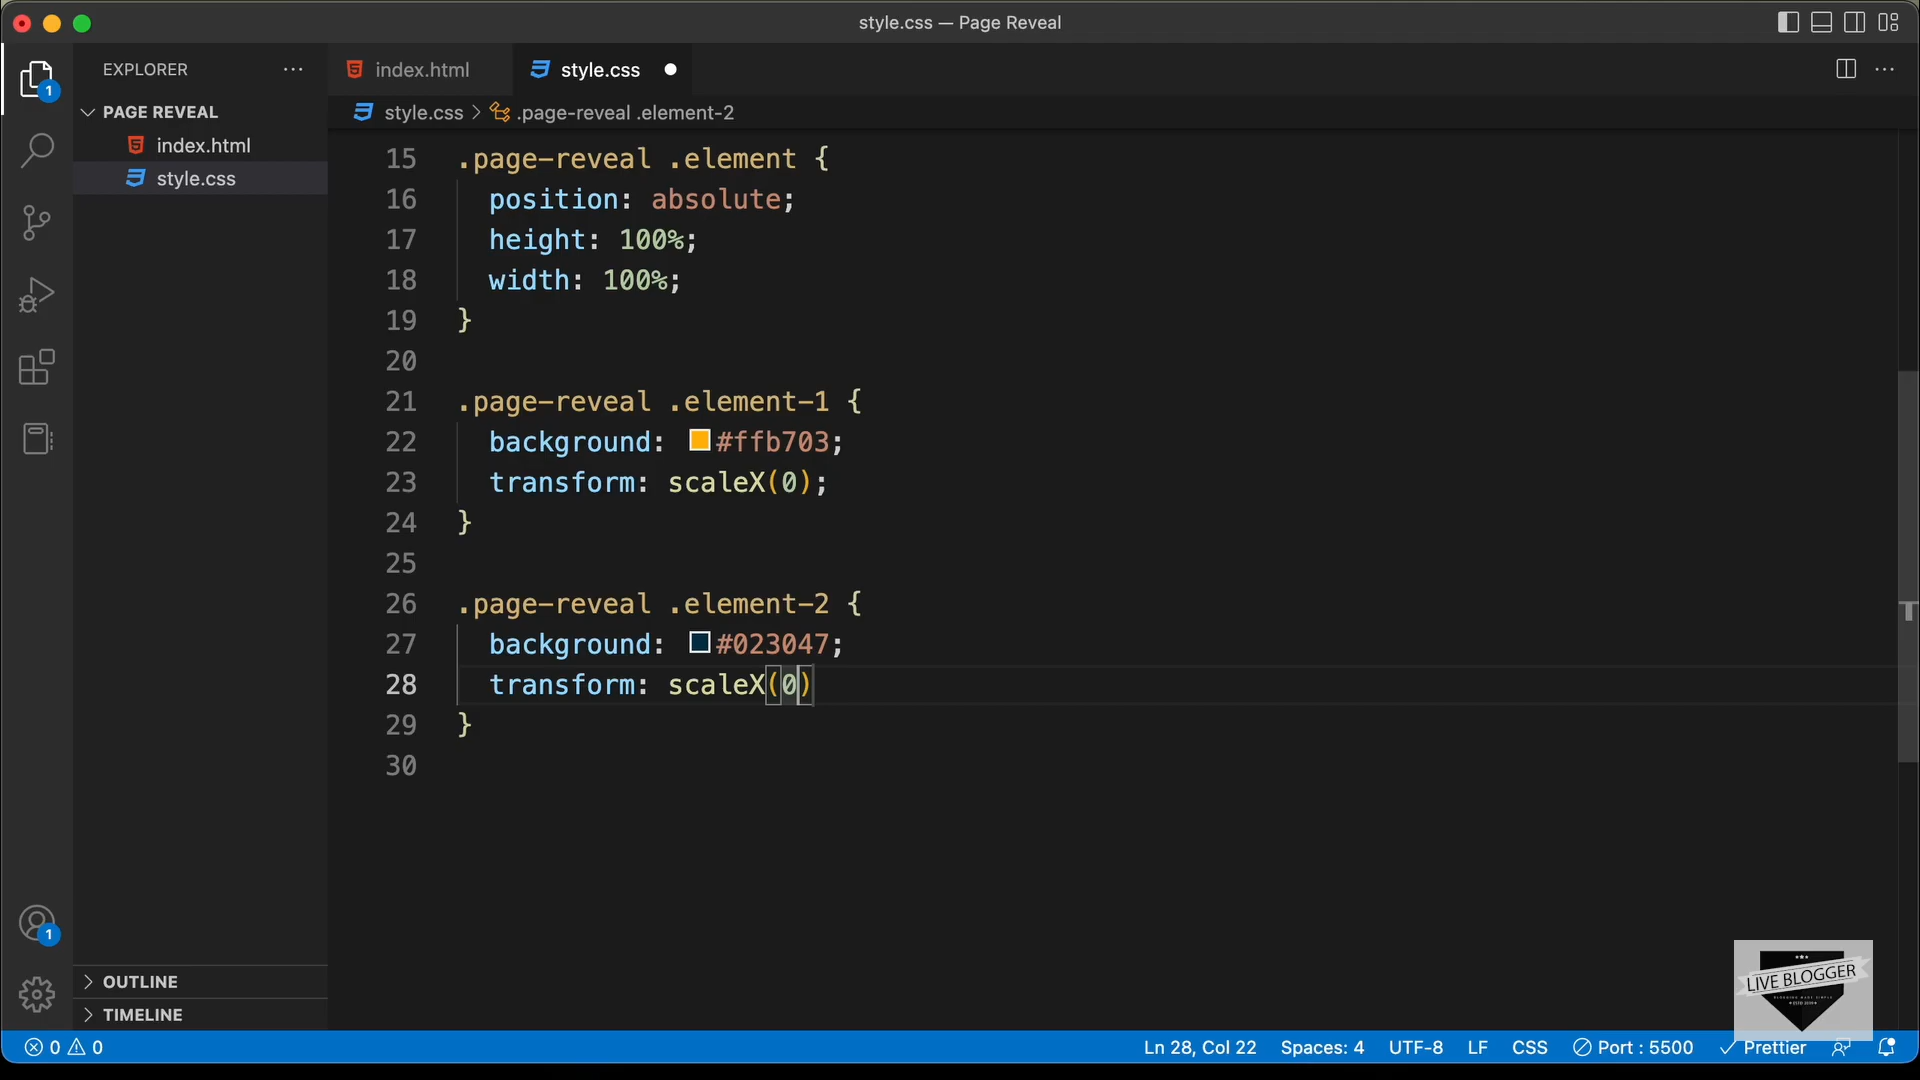 style.css — Page Reveal
EXPLORER
index.html
style.css
1
PAGE REVEAL
style.css > .page-reveal .element-2
index.html
style.css
15 .page-reveal .element {
16 position: absolute;
17 height: 100%;
18 width: 100%;
19 }
20
21 .page-reveal .element-1 {
22 background: #ffb703;
23 transform: scaleX(0);
24 }
25
26 .page-reveal .element-2 {
27 background: #023047;
28 transform: scaleX(0)
29 }
30
1
OUTLINE
TIMELINE
LIVE BLOGGER
0 0
Ln 28, Col 22
Spaces: 4
UTF-8
LF
CSS
Port : 5500
Prettier